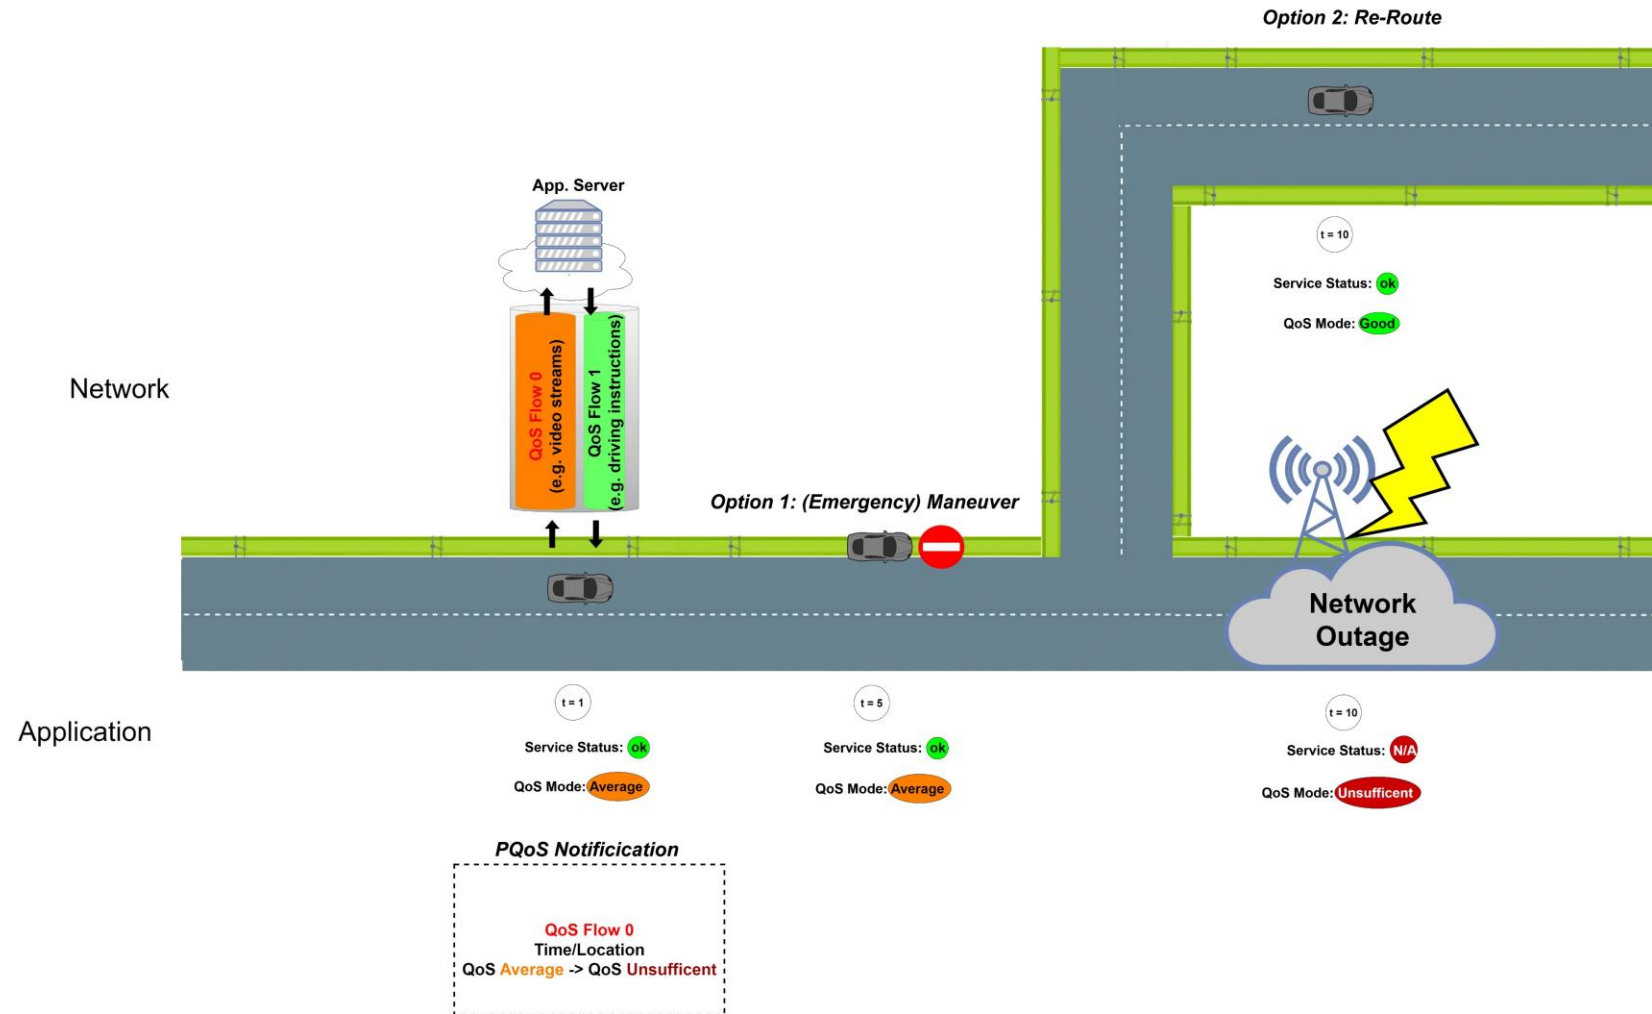 Option 2: Re-Route
App. Server
t = 10
Service Status: ok
QoS Mode: Good
QoS Flow 0
(e.g. video streams)
QoS Flow 1
(e.g. driving instructions)
Network
Option 1: (Emergency) Maneuver
Network
Outage
Application
t = 1
Service Status: ok
QoS Mode: Average
t = 5
Service Status: ok
QoS Mode: Average
t = 10
Service Status: N/A
QoS Mode: Unsufficent
PQoS Notificication
QoS Flow 0
Time/Location
QoS Average -> QoS Unsufficent